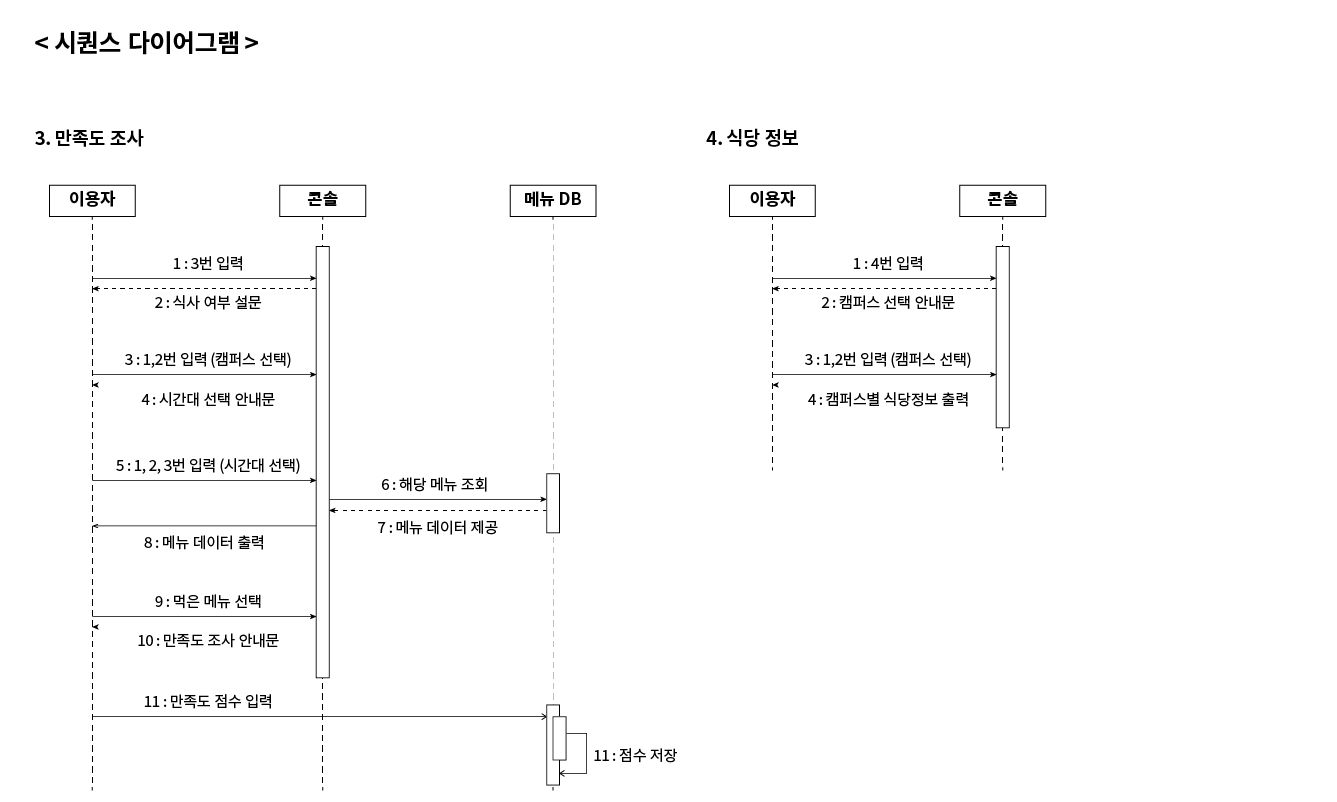 < 시퀀스 다이어그램 >
3. 만족도 조사
이용자
콘솔
메뉴 DB
1 : 3번 입력
2 : 식사 여부 설문
3 : 1,2번 입력 (캠퍼스 선택)
4 : 시간대 선택 안내문
5 : 1, 2, 3번 입력 (시간대 선택)
6 : 해당 메뉴 조회
7 : 메뉴 데이터 제공
8 : 메뉴 데이터 출력
9 : 먹은 메뉴 선택
10 : 만족도 조사 안내문
11 : 만족도 점수 입력
11 : 점수 저장
4. 식당 정보
이용자
콘솔
1 : 4번 입력
2 : 캠퍼스 선택 안내문
3 : 1,2번 입력 (캠퍼스 선택)
4 : 캠퍼스별 식당정보 출력